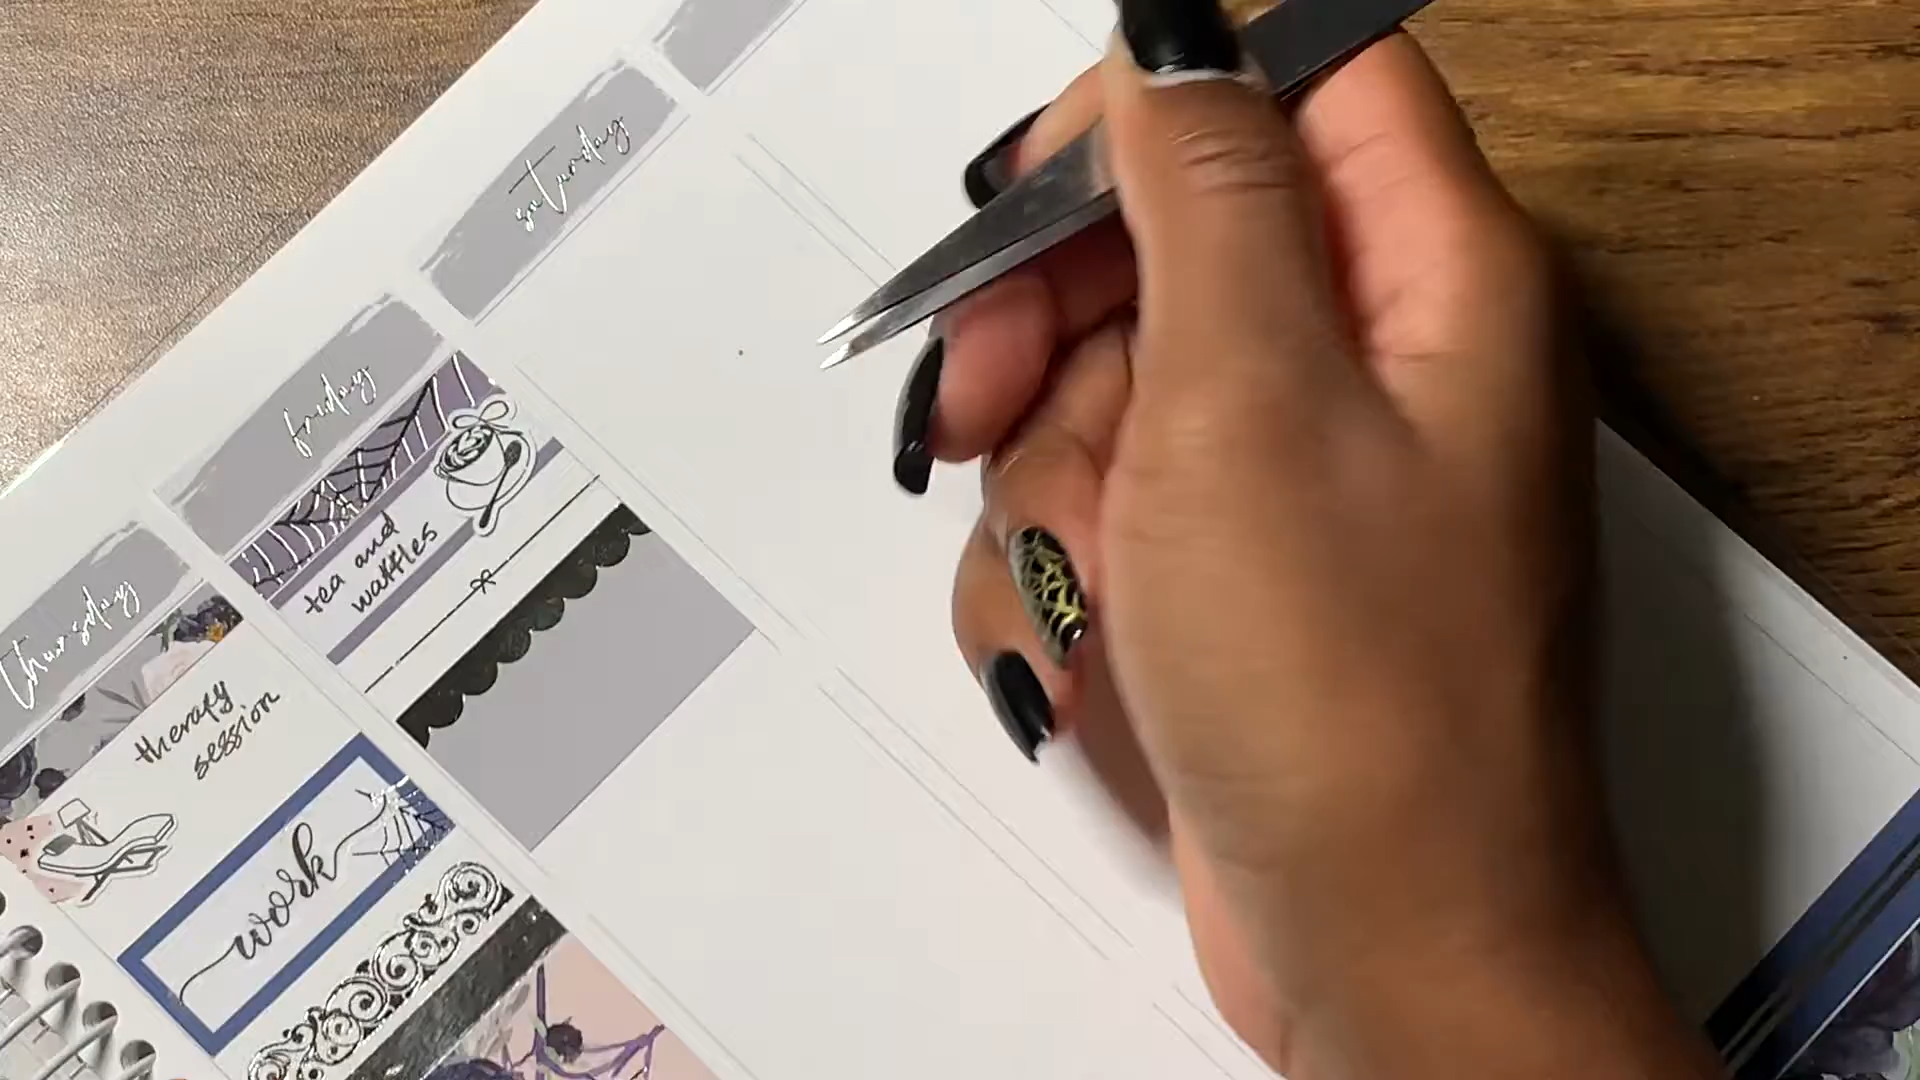 thursday
therapy
session
work
friday
tea and
waffles
saturday